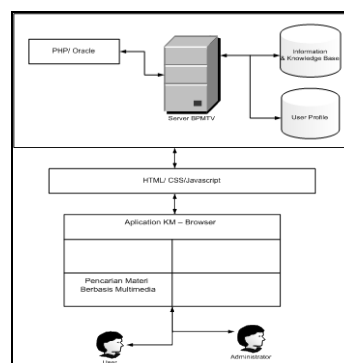 PHP/ Oracle
Information
& Knowledge Base
Server BPMTV
User Profile
HTML/ CSS/Javascript
Aplication KM – Browser
Pencarian Materi
Berbasis Multimedia
User
Administrator